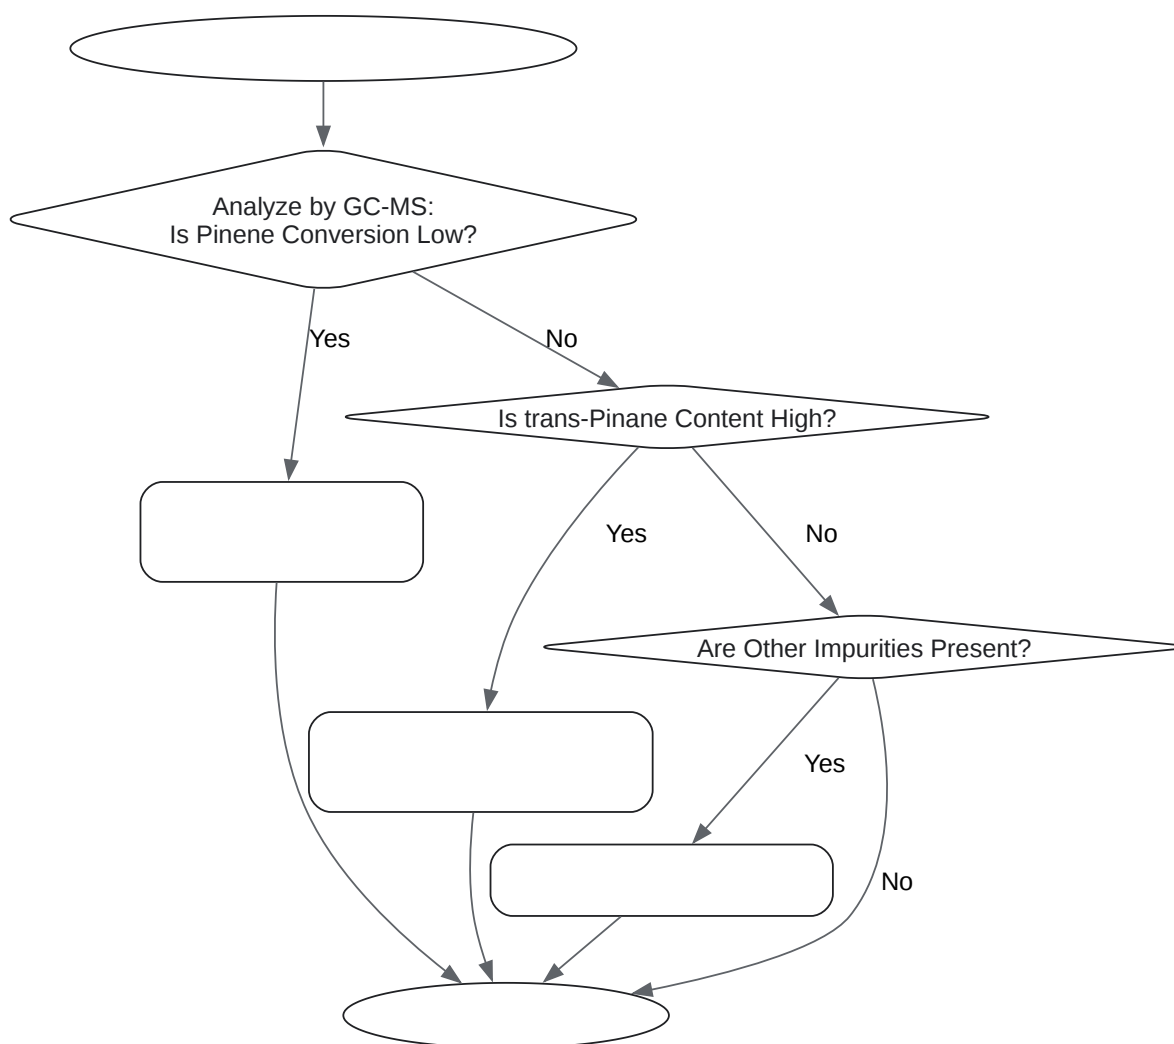 Analyze by GC-MS:
Is Pinene Conversion Low?
Yes
No
Is trans-Pinane Content High?
Yes
No
Are Other Impurities Present?
Yes
No